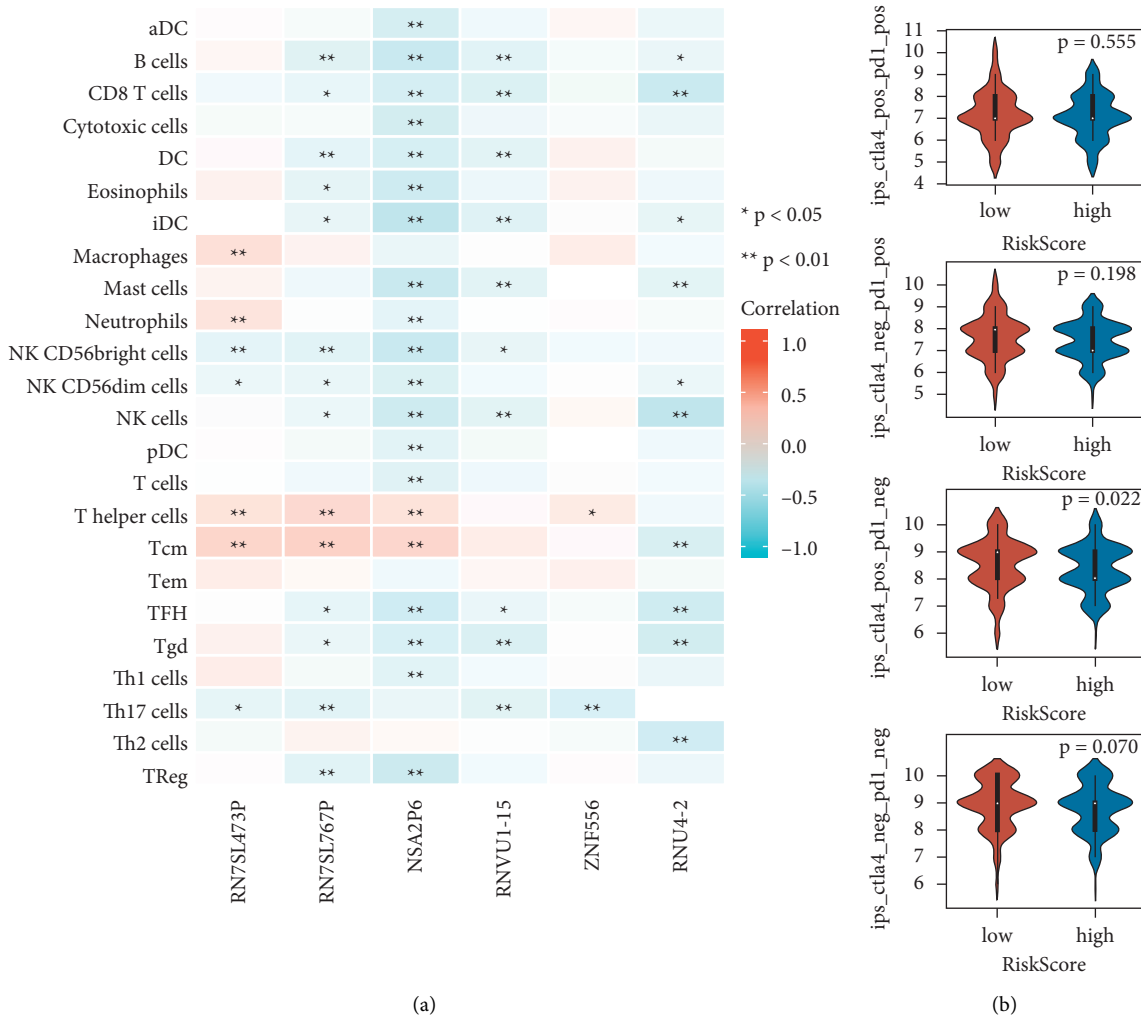 aDC **
B cells ** ** ** *
CD8 T cells * ** ** **
Cytotoxic cells **
DC ** ** **
Eosinophils * **
iDC * ** ** *
Macrophages **
Mast cells ** ** **
Neutrophils ** **
NK CD56bright cells ** ** ** *
NK CD56dim cells * * ** *
NK cells * ** ** **
pDC **
T cells **
T helper cells ** ** ** *
Tcm ** ** ** **
Tem
TFH * ** * **
Tgd * ** ** **
Th1 cells **
Th17 cells * ** ** **
Th2 cells **
TReg ** **
RN7SL473P
RN7SL767P
NSA2P6
RNVU1-15
ZNF556
RNU4-2
* p < 0.05
** p < 0.01
Correlation
1.0
0.5
0.0
−0.5
−1.0
(a)
ips_ctla4_pos_pd1_pos
11
10
9
8
7
6
5
4
p = 0.555
low high
RiskScore
ips_ctla4_neg_pd1_pos
10
9
8
7
6
5
p = 0.198
low high
RiskScore
ips_ctla4_pos_pd1_neg
10
9
8
7
6
p = 0.022
low high
RiskScore
ips_ctla4_neg_pd1_neg
10
9
8
7
6
p = 0.070
low high
RiskScore
(b)